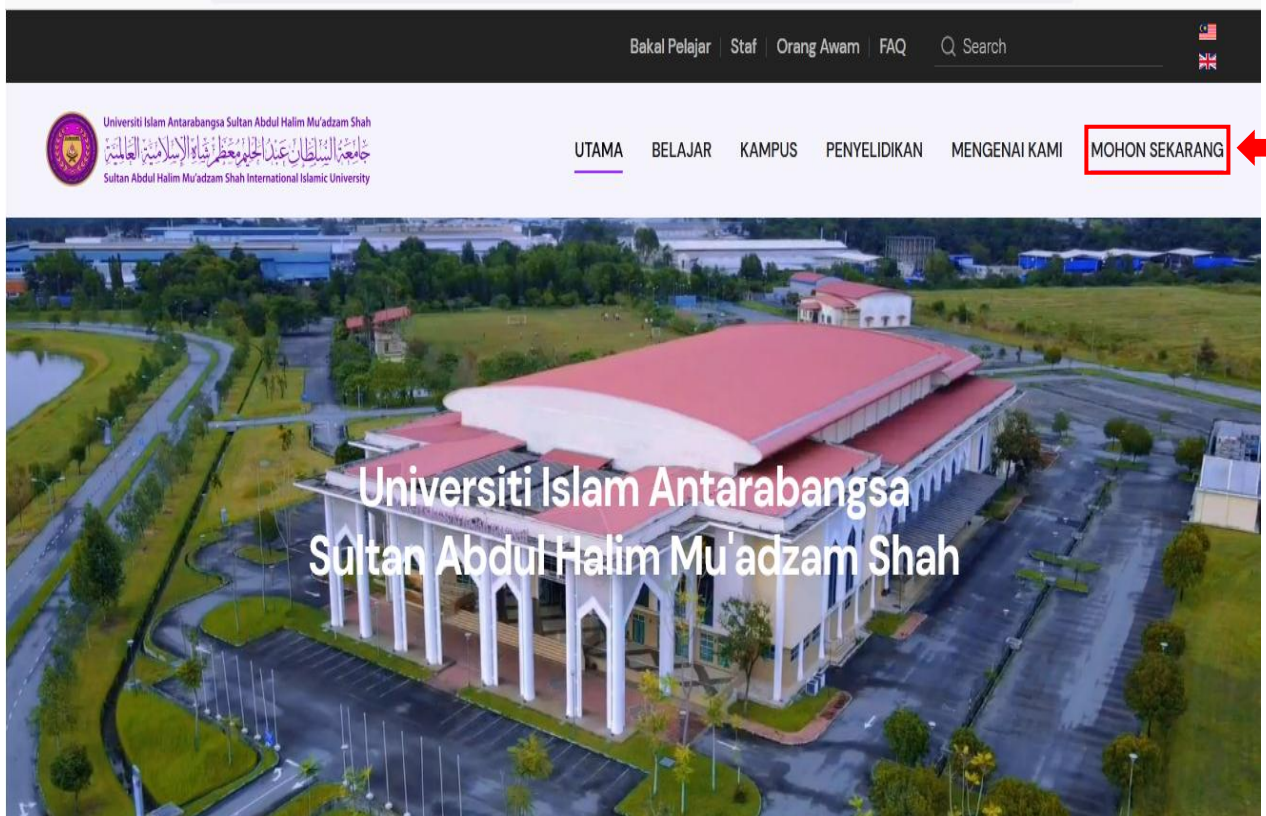 Bakal Pelajar | Staf | Orang Awam | FAQ
Search
Universiti Islam Antarabangsa Sultan Abdul Halim Mu'adzam Shah
جامعة السلطان عبد الحليم معظم شاه الإسلامية العالمية
Sultan Abdul Halim Mu'adzam Shah International Islamic University
UTAMA BELAJAR KAMPUS PENYELIDIKAN MENGENAI KAMI MOHON SEKARANG
Universiti Islam Antarabangsa
Sultan Abdul Halim Mu'adzam Shah